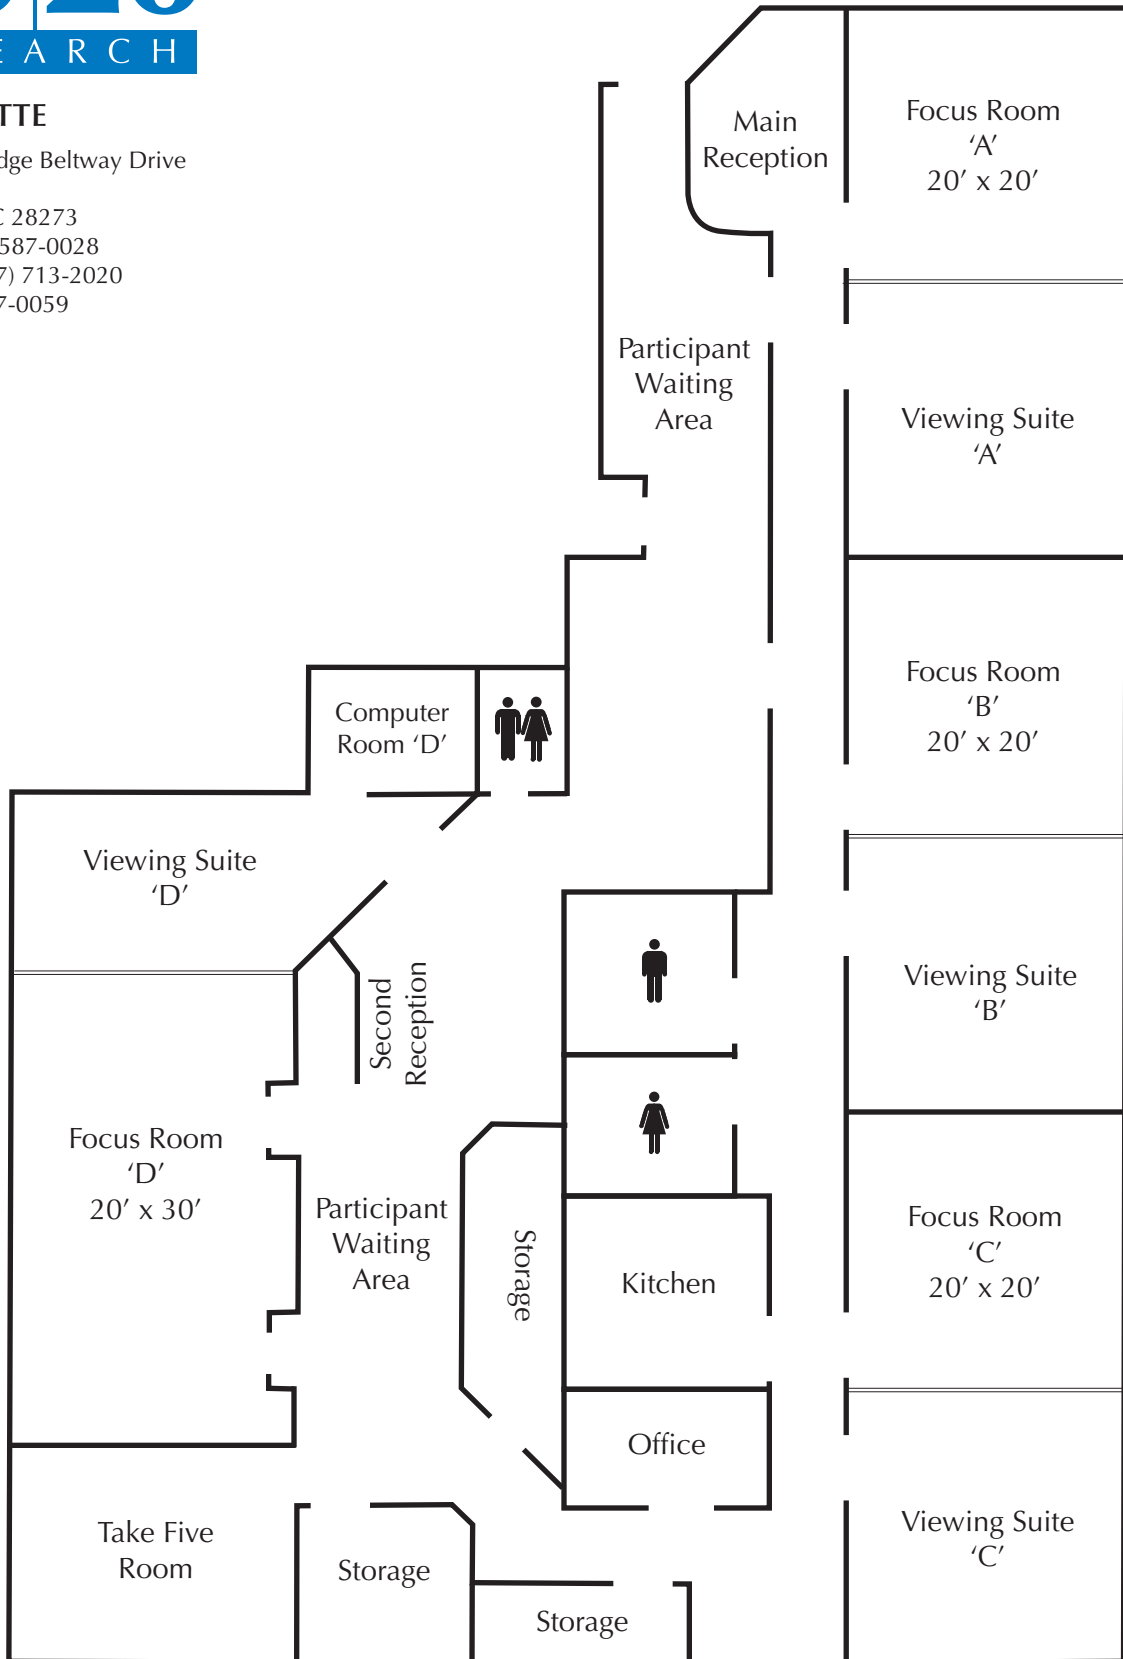 EARCH
TTE
dge Beltway Drive
C 28273
587-0028
7) 713-2020
7-0059
Main
Reception
Focus Room
‘A’
20’ x 20’
Participant
Waiting
Area
Viewing Suite
‘A’
Focus Room
‘B’
20’ x 20’
Computer
Room ‘D’
Viewing Suite
‘D’
Second
Reception
Viewing Suite
‘B’
Focus Room
‘D’
20’ x 30’
Participant
Waiting
Area
Storage
Kitchen
Focus Room
‘C’
20’ x 20’
Office
Take Five
Room
Storage
Storage
Viewing Suite
‘C’